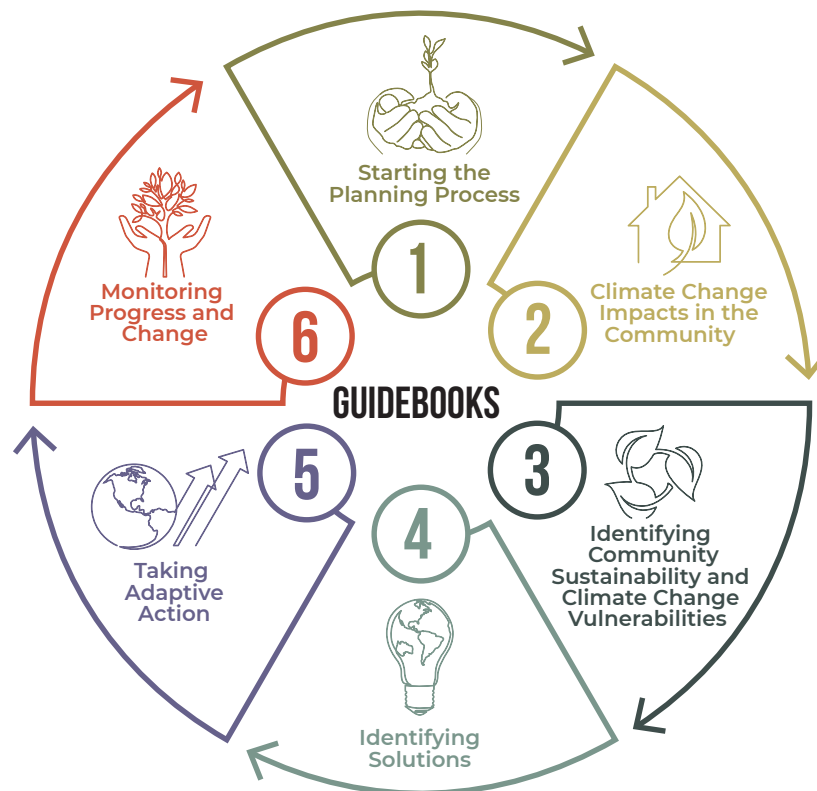 Starting the
Planning Process
1
2
Climate Change
Impacts in the
Community
3
Identifying
Community
Sustainability and
Climate Change
Vulnerabilities
4
Identifying
Solutions
5
Taking
Adaptive
Action
6
Monitoring
Progress and
Change
GUIDEBOOKS